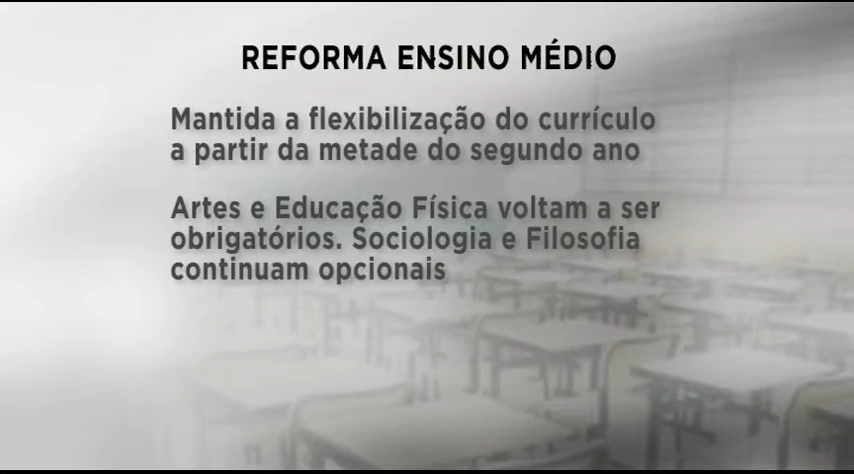 REFORMA ENSINO MÉDIO
Mantida a flexibilização do currículo
a partir da metade do segundo ano
Artes e Educação Física voltam a ser
obrigatórios. Sociologia e Filosofia
continuam opcionais